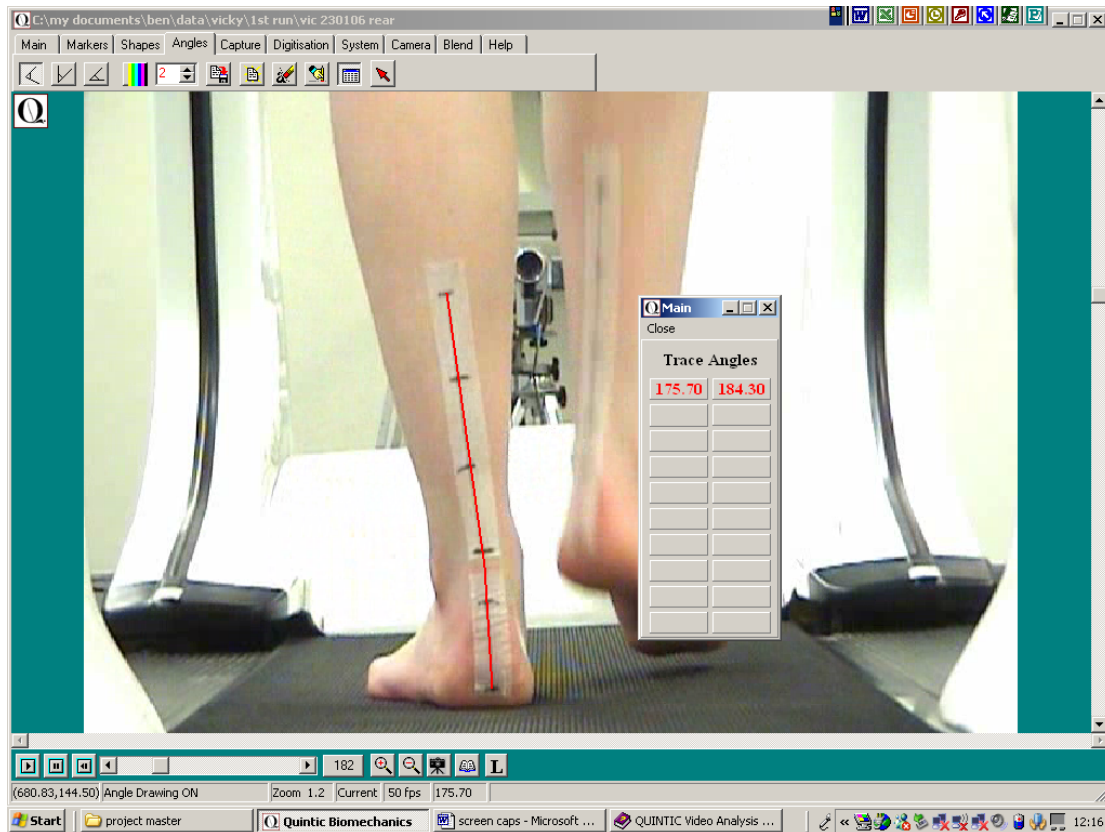 C:\my documents\ben\data\vicky\1st run\vic 230106 rear
Main Markers Shapes Angles Capture Digitisation System Camera Blend Help
2
Main
Close
Trace Angles
175.70 184.30
182 L
(680.83,144.50) Angle Drawing ON Zoom 1.2 Current 50 fps 175.70
Start project master Quintic Biomechanics screen caps - Microsoft ... QUINTIC Video Analysis ... « 12:16